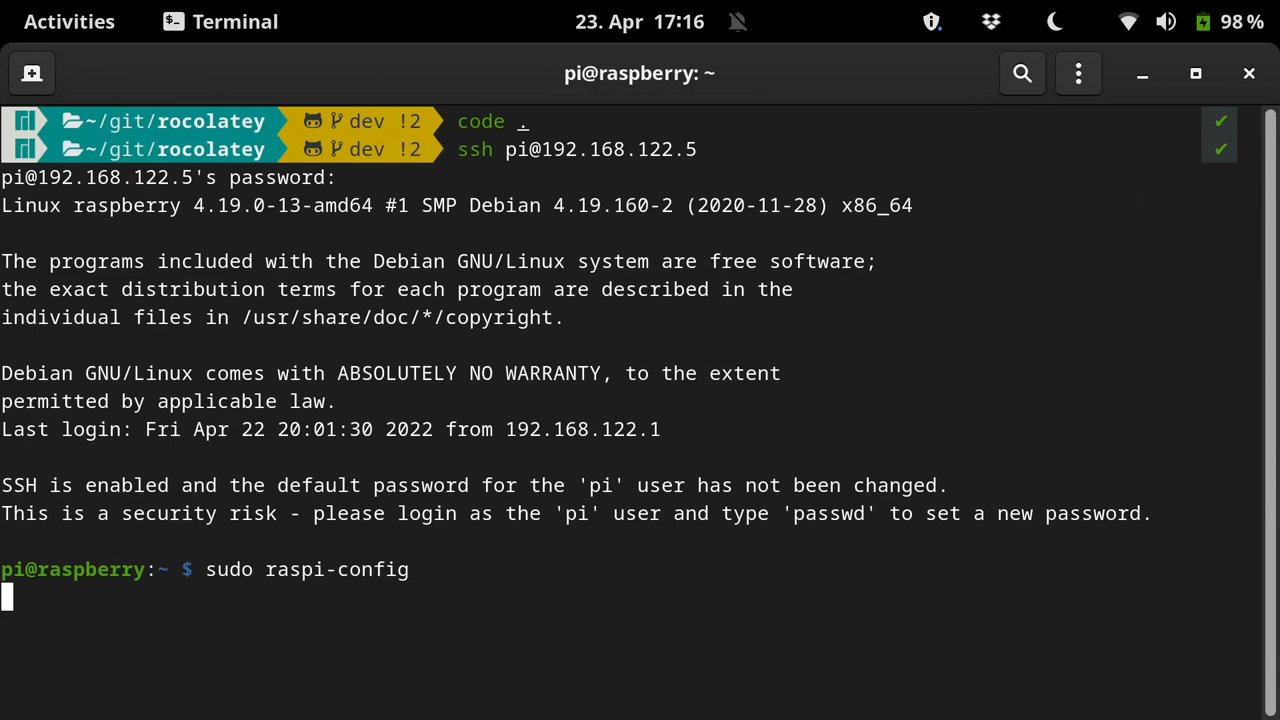 Activities Terminal 23. Apr 17:16 98 %
pi@raspberry: ~
~/git/rocolatey dev !2 code . ✔
~/git/rocolatey dev !2 ssh pi@192.168.122.5 ✔
pi@192.168.122.5's password:
Linux raspberry 4.19.0-13-amd64 #1 SMP Debian 4.19.160-2 (2020-11-28) x86_64
The programs included with the Debian GNU/Linux system are free software;
the exact distribution terms for each program are described in the
individual files in /usr/share/doc/*/copyright.
Debian GNU/Linux comes with ABSOLUTELY NO WARRANTY, to the extent
permitted by applicable law.
Last login: Fri Apr 22 20:01:30 2022 from 192.168.122.1
SSH is enabled and the default password for the 'pi' user has not been changed.
This is a security risk - please login as the 'pi' user and type 'passwd' to set a new password.
pi@raspberry:~ $ sudo raspi-config